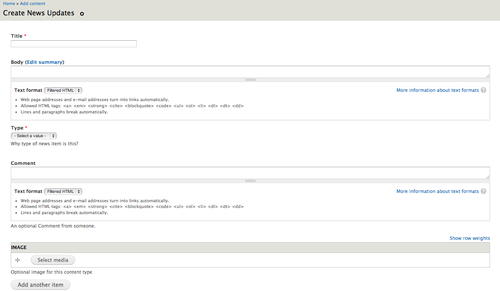 Home » Add content
Create News Updates
Title *
Body (Edit summary)
Text format Filtered HTML
More information about text formats
• Web page addresses and e-mail addresses turn into links automatically.
• Allowed HTML tags: <a> <em> <strong> <cite> <blockquote> <code> <ul> <ol> <li> <dl> <dt> <dd>
• Lines and paragraphs break automatically.
Type *
- Select a value -
Why type of news item is this?
Comment
Text format Filtered HTML
More information about text formats
• Web page addresses and e-mail addresses turn into links automatically.
• Allowed HTML tags: <a> <em> <strong> <cite> <blockquote> <code> <ul> <ol> <li> <dl> <dt> <dd>
• Lines and paragraphs break automatically.
An optional Comment from someone.
Show row weights
IMAGE
Select media
Optional image for this content type
Add another item